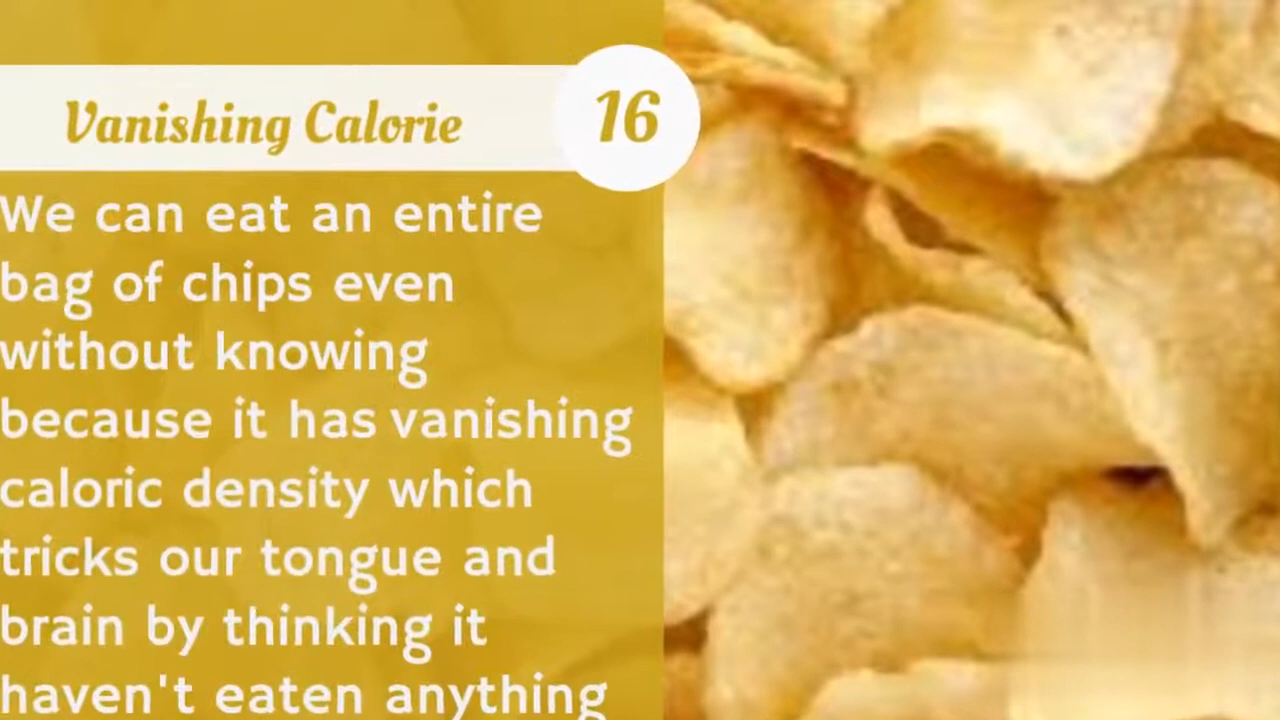 Vanishing Calorie
16
We can eat an entire
bag of chips even
without knowing
because it has vanishing
caloric density which
tricks our tongue and
brain by thinking it
haven't eaten anything